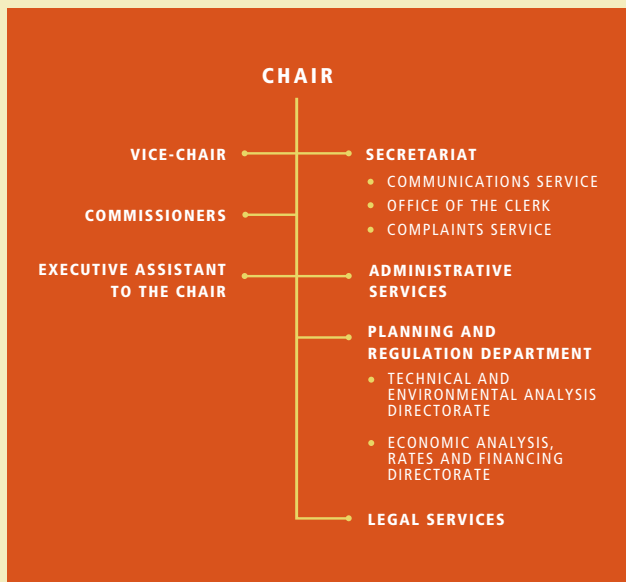 CHAIR
VICE-CHAIR
SECRETARIAT
• COMMUNICATIONS SERVICE
• OFFICE OF THE CLERK
• COMPLAINTS SERVICE
COMMISSIONERS
EXECUTIVE ASSISTANT
TO THE CHAIR
ADMINISTRATIVE
SERVICES
PLANNING AND
REGULATION DEPARTMENT
• TECHNICAL AND
ENVIRONMENTAL ANALYSIS
DIRECTORATE
• ECONOMIC ANALYSIS,
RATES AND FINANCING
DIRECTORATE
LEGAL SERVICES